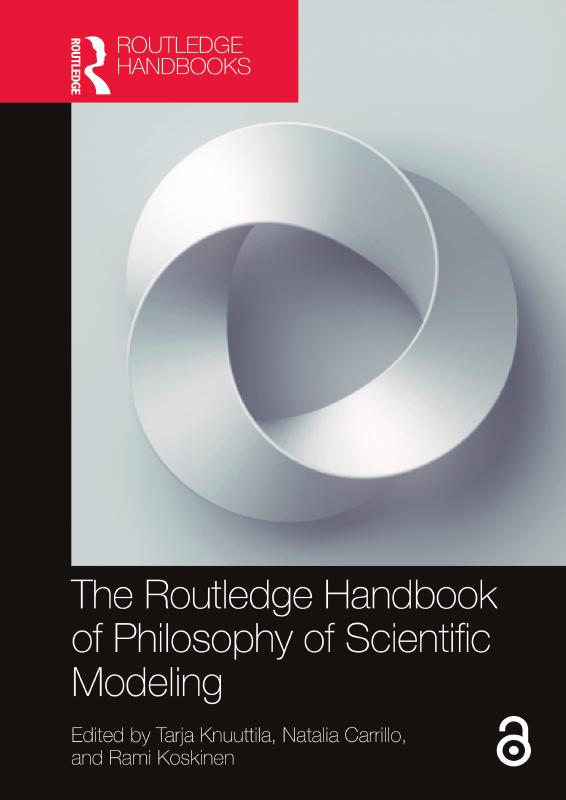 ROUTLEDGE
ROUTLEDGE
HANDBOOKS
The Routledge Handbook
of Philosophy of Scientific
Modeling
Edited by Tarja Knuuttila, Natalia Carrillo,
and Rami Koskinen